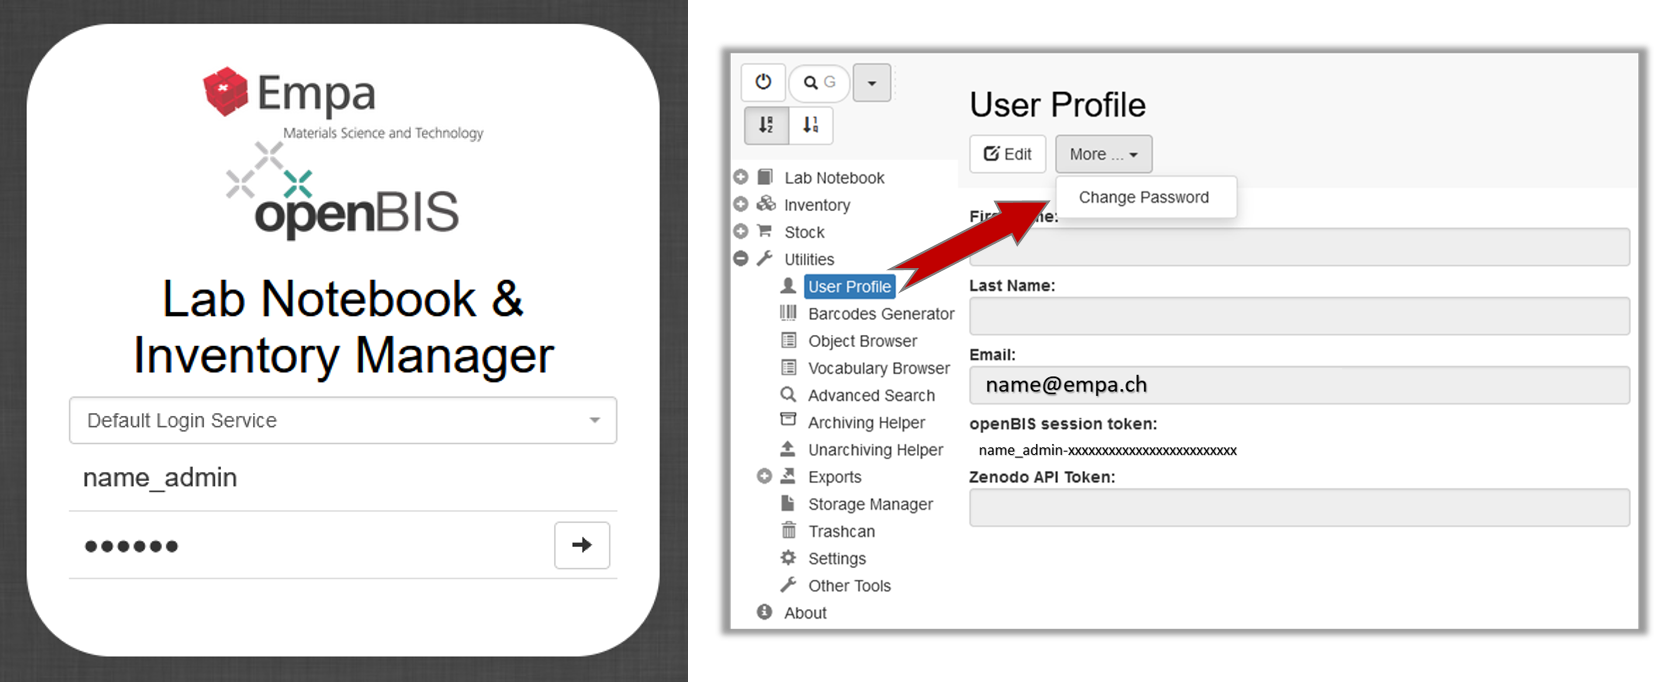 Empa
Materials Science and Technology
openBIS
Lab Notebook &
Inventory Manager
Default Login Service
name_admin
●●●●●●
G
User Profile
Edit
More ...
Change Password
Lab Notebook
Inventory
Stock
Utilities
User Profile
Barcodes Generator
Object Browser
Vocabulary Browser
Advanced Search
Archiving Helper
Unarchiving Helper
Exports
Storage Manager
Trashcan
Settings
Other Tools
About
Last Name:
Email:
name@empa.ch
openBIS session token:
name_admin-xxxxxxxxxxxxxxxxxxxxxxxxx
Zenodo API Token: